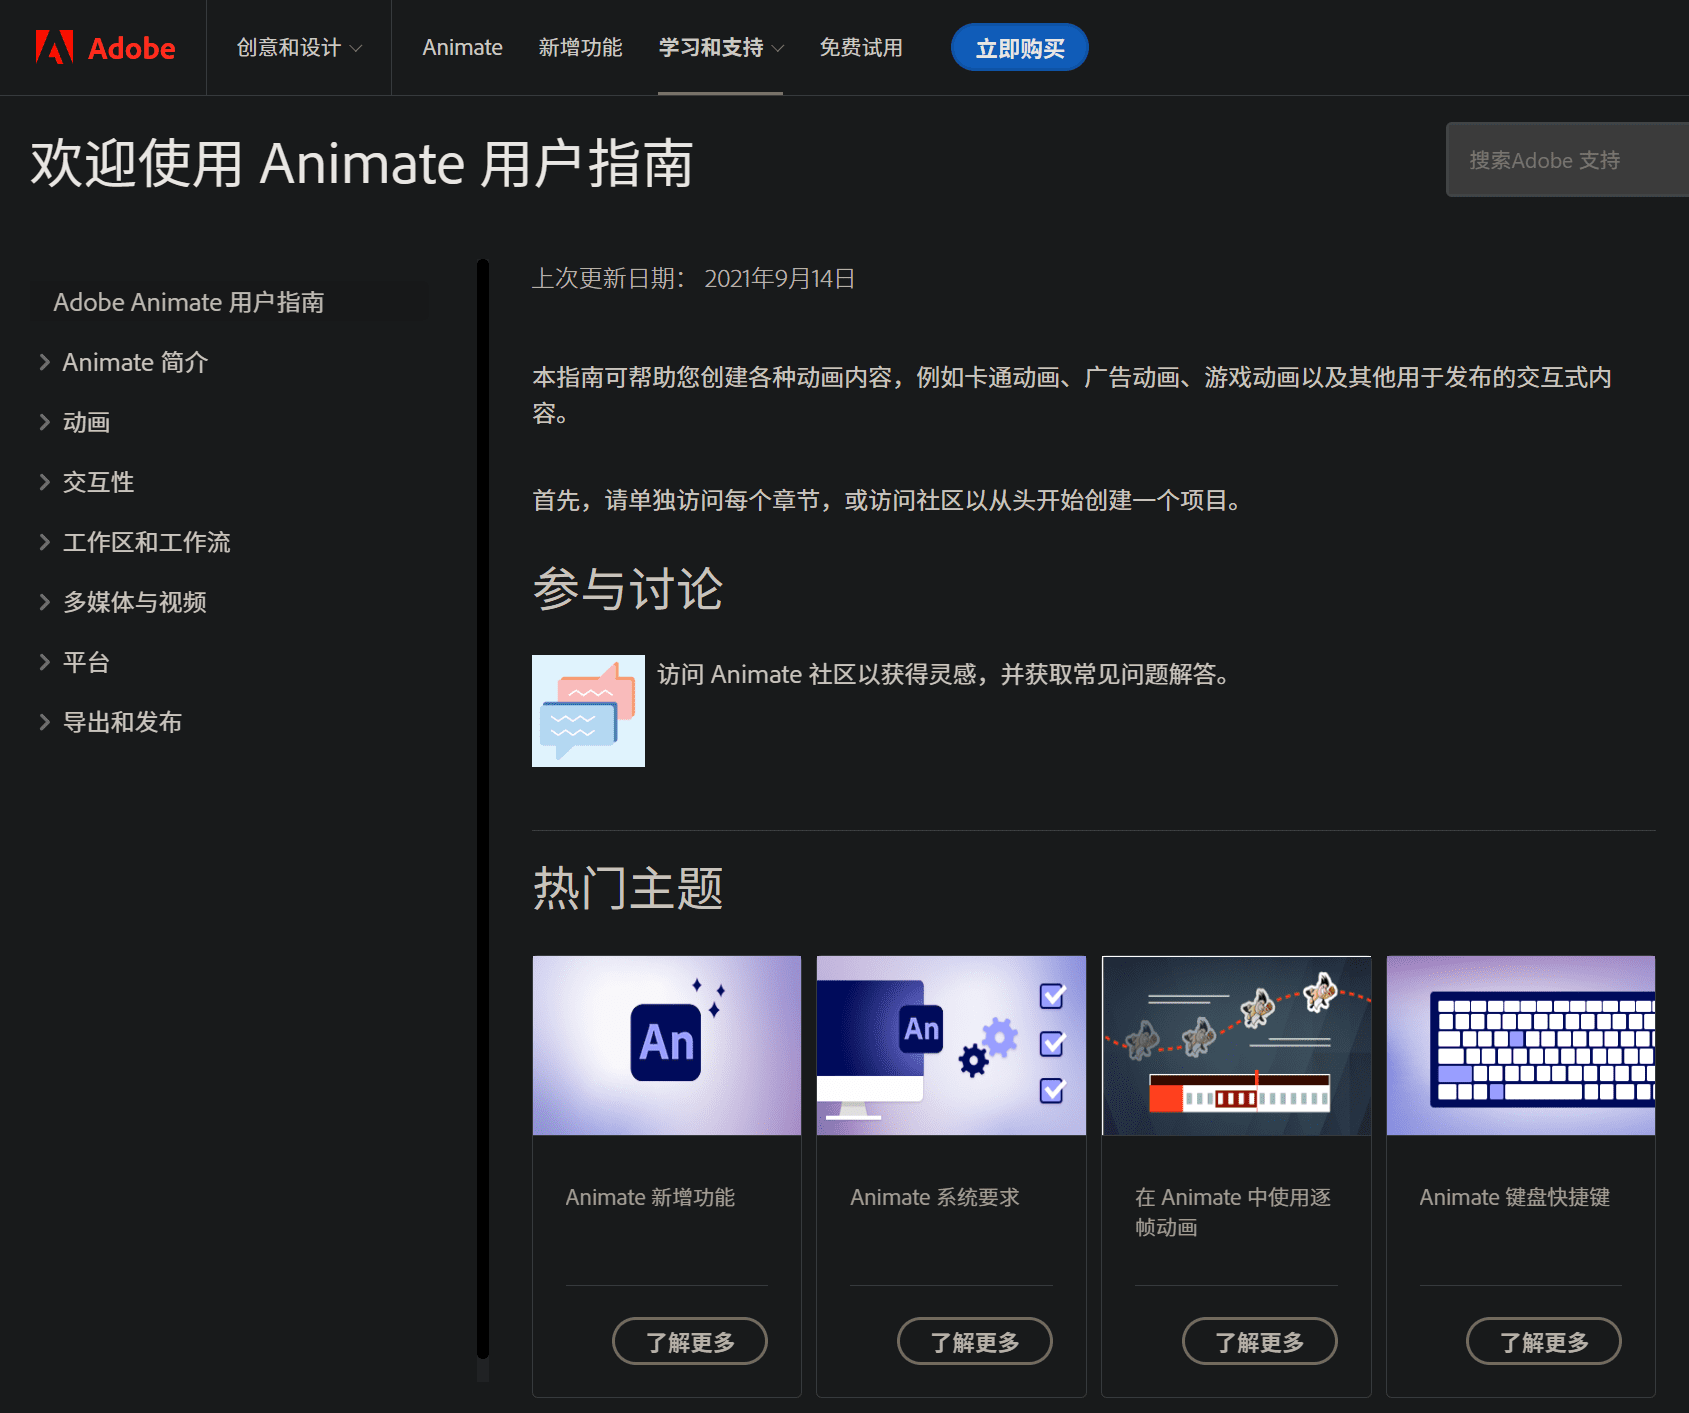 Adobe
创意和设计
Animate
新增功能
学习和支持
免费试用
立即购买
欢迎使用 Animate 用户指南
搜索Adobe 支持
Adobe Animate 用户指南
Animate 简介
动画
交互性
工作区和工作流
多媒体与视频
平台
导出和发布
上次更新日期： 2021年9月14日
本指南可帮助您创建各种动画内容，例如卡通动画、广告动画、游戏动画以及其他用于发布的交互式内
容。
首先，请单独访问每个章节，或访问社区以从头开始创建一个项目。
参与讨论
访问 Animate 社区以获得灵感，并获取常见问题解答。
热门主题
An
An
Animate 新增功能
Animate 系统要求
在 Animate 中使用逐
帧动画
Animate 键盘快捷键
了解更多
了解更多
了解更多
了解更多